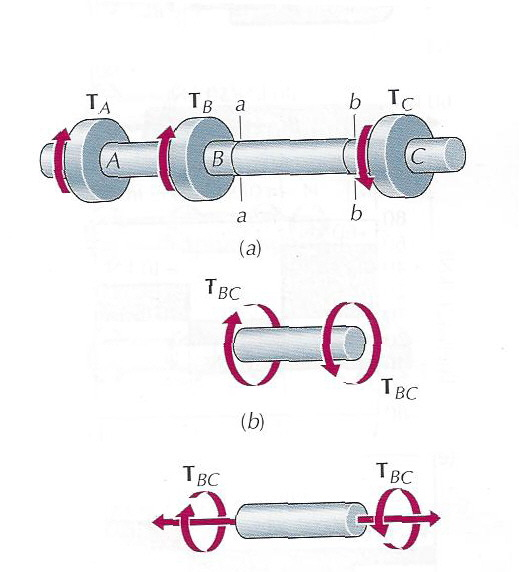 T_A T_B a b T_C
A B C
a b
(a)
T_BC
T_BC
(b)
T_BC T_BC